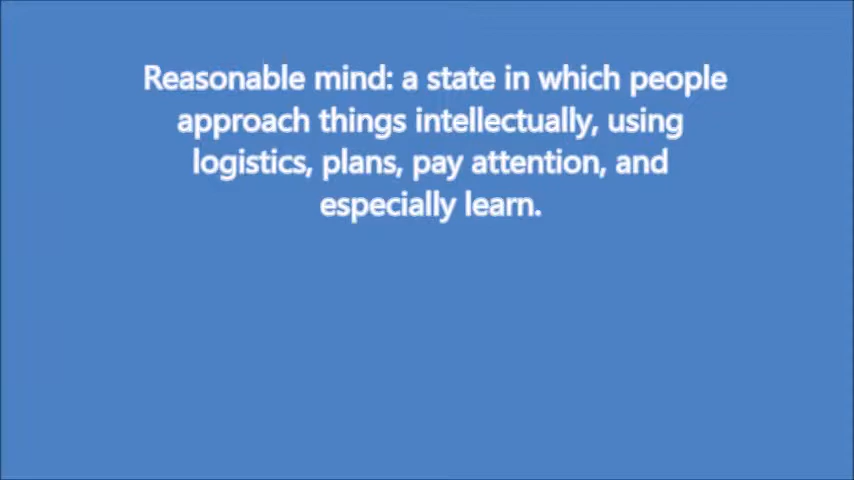 Reasonable mind: a state in which people
approach things intellectually, using
logistics, plans, pay attention, and
especially learn.